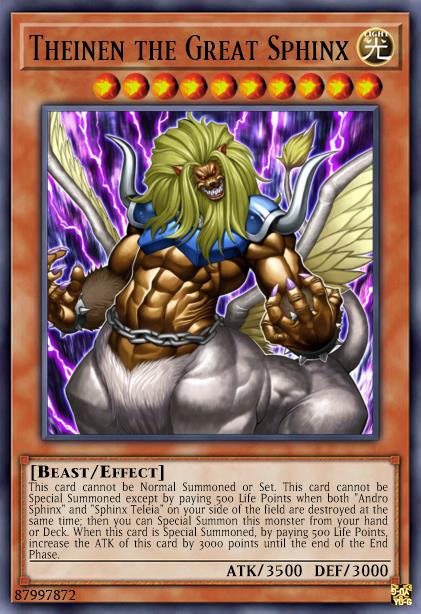 THEINEN THE GREAT SPHINX
LIGHT
光
[BEAST/EFFECT]
This card cannot be Normal Summoned or Set. This card cannot be
Special Summoned except by paying 500 Life Points when both "Andro
Sphinx" and "Sphinx Teleia" on your side of the field are destroyed at
the same time; then you can Special Summon this monster from your hand
or Deck. When this card is Special Summoned, by paying 500 Life Points,
increase the ATK of this card by 3000 points until the end of the End
Phase.
ATK/3500 DEF/3000
87997872